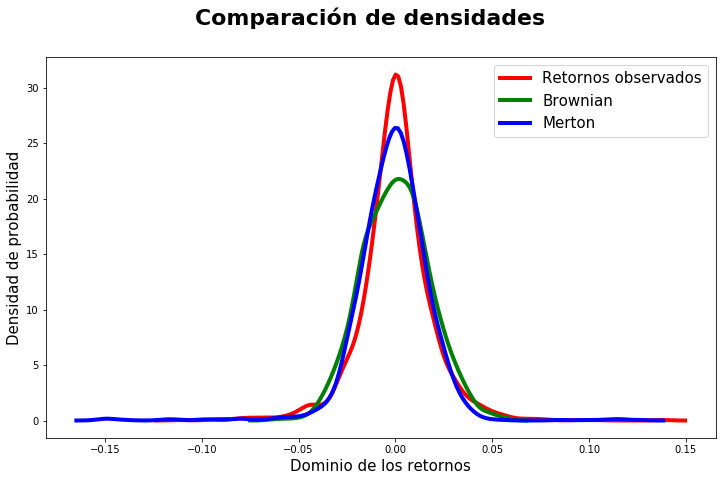 Comparación de densidades
Retornos observados
Brownian
Merton
Densidad de probabilidad
30
25
20
15
10
5
0
−0.15
−0.10
−0.05
0.00
0.05
0.10
0.15
Dominio de los retornos